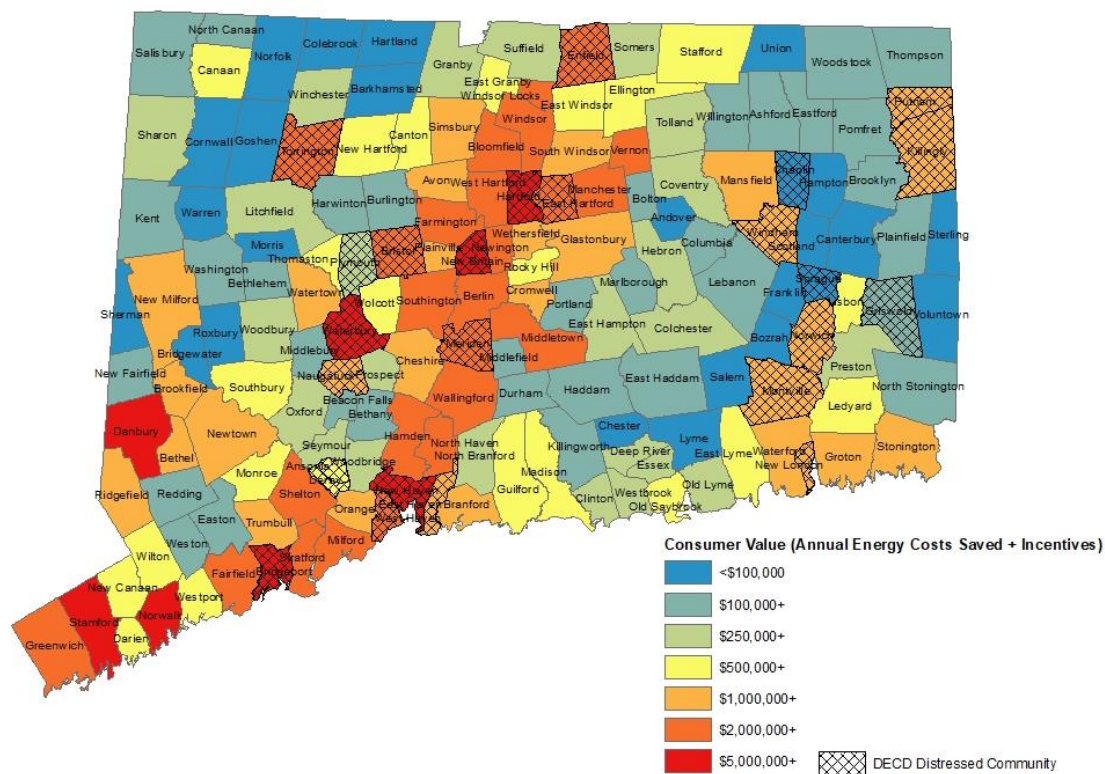 North Canaan
Salisbury
Canaan
Norfolk
Colebrook
Hartland
Suffield
Enfield
Somers
Stafford
Union
Woodstock
Thompson
Granby
East Granby
Windsor Locks
Winchester
Barkhamsted
East Windsor
Ellington
Putnam
Sharon
Cornwall
Goshen
Torrington
New Hartford
Canton
Simsbury
Windsor
Bloomfield
South Windsor
Vernon
Tolland
Willington
Ashford
Eastford
Pomfret
Killingly
Avon
West Hartford
Hartford
East Hartford
Manchester
Bolton
Coventry
Mansfield
Chaplin
Hampton
Brooklyn
Kent
Warren
Litchfield
Harwinton
Burlington
Farmington
Andover
Windham
Scotland
Canterbury
Plainfield
Sterling
Morris
Thomaston
Plymouth
Bristol
Plainville
Newington
New Britain
Wethersfield
Glastonbury
Hebron
Columbia
Washington
Bethlehem
Watertown
Rocky Hill
Marlborough
Lebanon
Franklin
Sprague
Lisbon
Griswold
Voluntown
Sherman
New Milford
Roxbury
Woodbury
Waterbury
Wolcott
Southington
Berlin
Cromwell
Portland
East Hampton
Colchester
Bozrah
Norwich
Bridgewater
Middlebury
Cheshire
Meriden
Middlefield
Middletown
Preston
New Fairfield
Brookfield
Southbury
Naugatuck
Prospect
Wallingford
Durham
Haddam
East Haddam
Salem
Montville
North Stonington
Beacon Falls
Bethany
Oxford
Ledyard
Danbury
Bethel
Newtown
Seymour
Woodbridge
Hamden
North Haven
North Branford
Chester
Lyme
Killingworth
Deep River
Essex
East Lyme
Waterford
New London
Groton
Stonington
Monroe
Ansonia
Derby
Guilford
Madison
Ridgefield
Redding
Shelton
Orange
New Haven
East Haven
West Haven
Branford
Clinton
Westbrook
Old Saybrook
Old Lyme
Easton
Trumbull
Milford
Weston
Stratford
Bridgeport
Fairfield
Wilton
New Canaan
Westport
Norwalk
Stamford
Darien
Greenwich
Consumer Value (Annual Energy Costs Saved + Incentives)
<$100,000
$100,000+
$250,000+
$500,000+
$1,000,000+
$2,000,000+
$5,000,000+
DECD Distressed Community